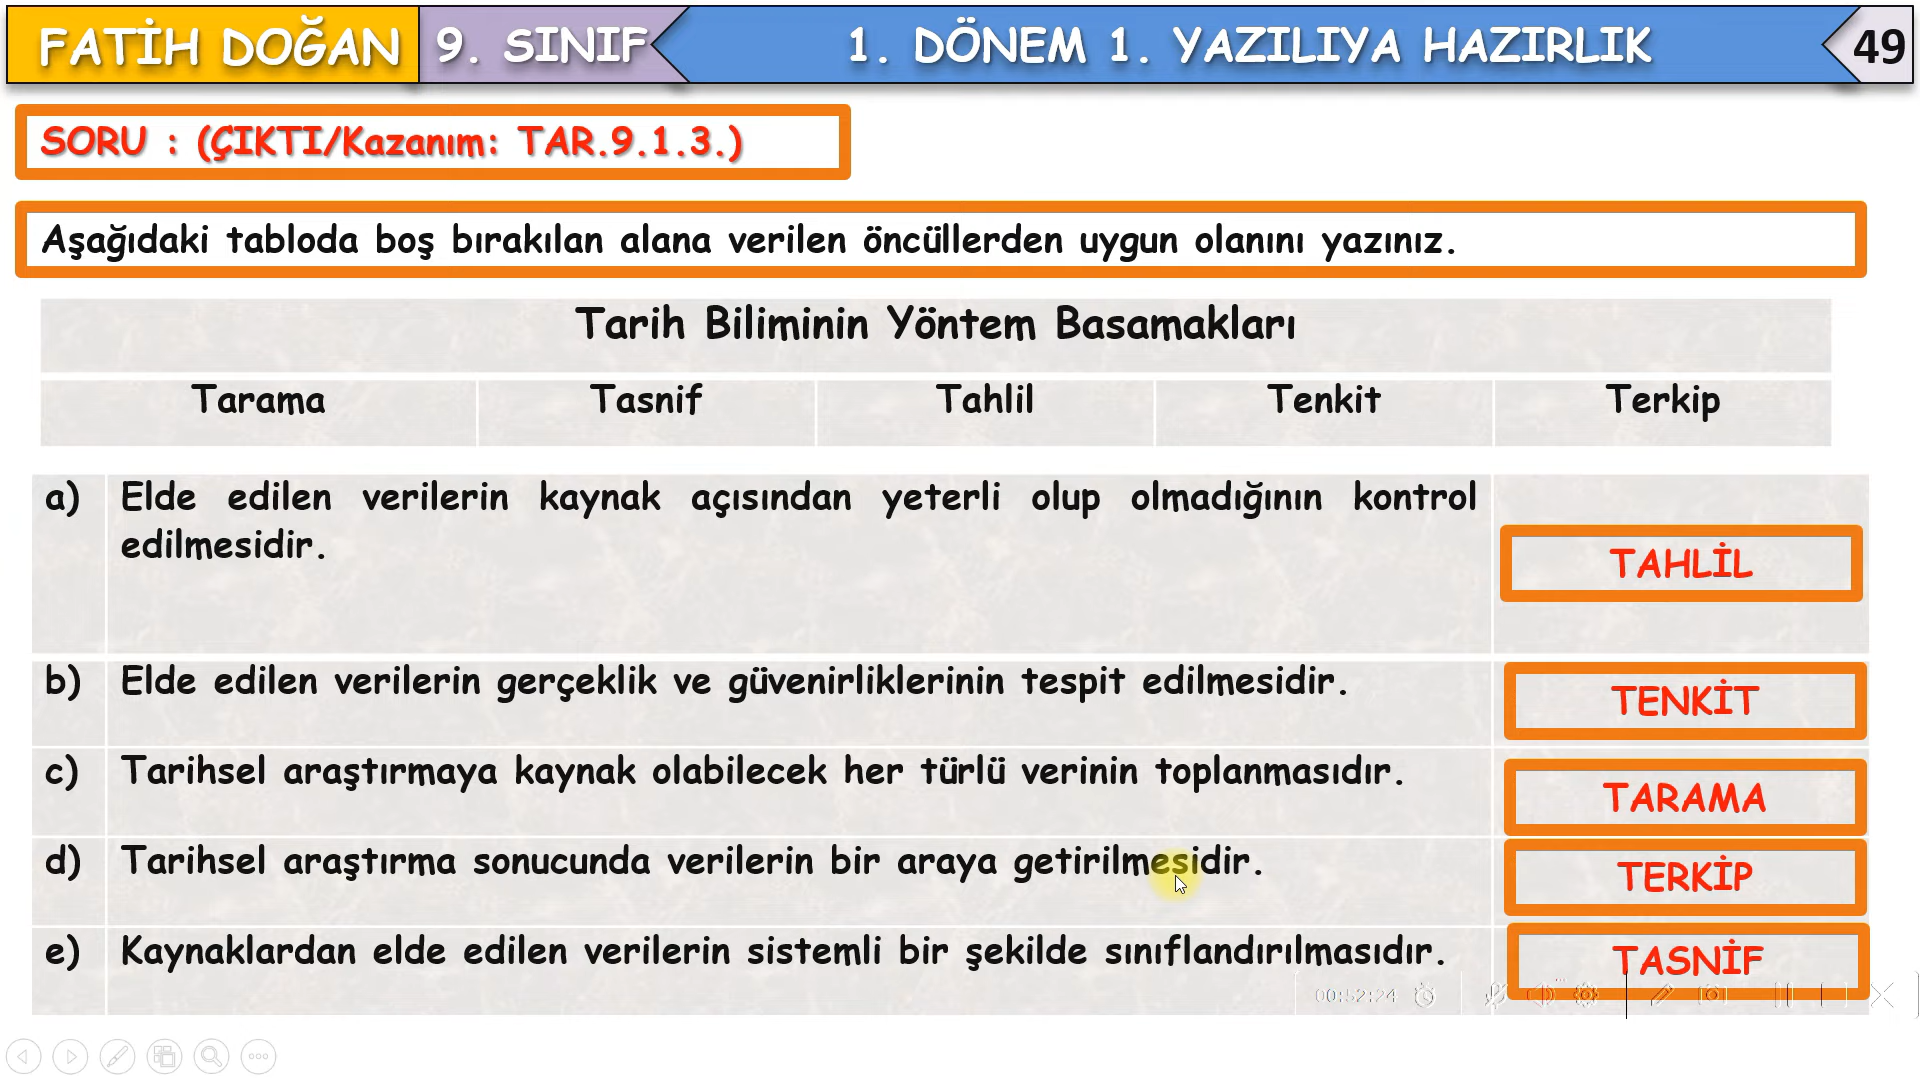 FATİH DOĞAN
9. SINIF
1. DÖNEM 1. YAZILIYA HAZIRLIK
49
SORU : (ÇIKTI/Kazanım: TAR.9.1.3.)
Aşağıdaki tabloda boş bırakılan alana verilen öncüllerden uygun olanını yazınız.
Tarih Biliminin Yöntem Basamakları
Tarama Tasnif Tahlil Tenkit Terkip
a) Elde edilen verilerin kaynak açısından yeterli olup olmadığının kontrol
edilmesidir.
TAHLİL
b) Elde edilen verilerin gerçeklik ve güvenirliklerinin tespit edilmesidir.
TENKİT
c) Tarihsel araştırmaya kaynak olabilecek her türlü verinin toplanmasıdır.
TARAMA
d) Tarihsel araştırma sonucunda verilerin bir araya getirilmesidir.
TERKİP
e) Kaynaklardan elde edilen verilerin sistemli bir şekilde sınıflandırılmasıdır.
TASNİF
00:52:24